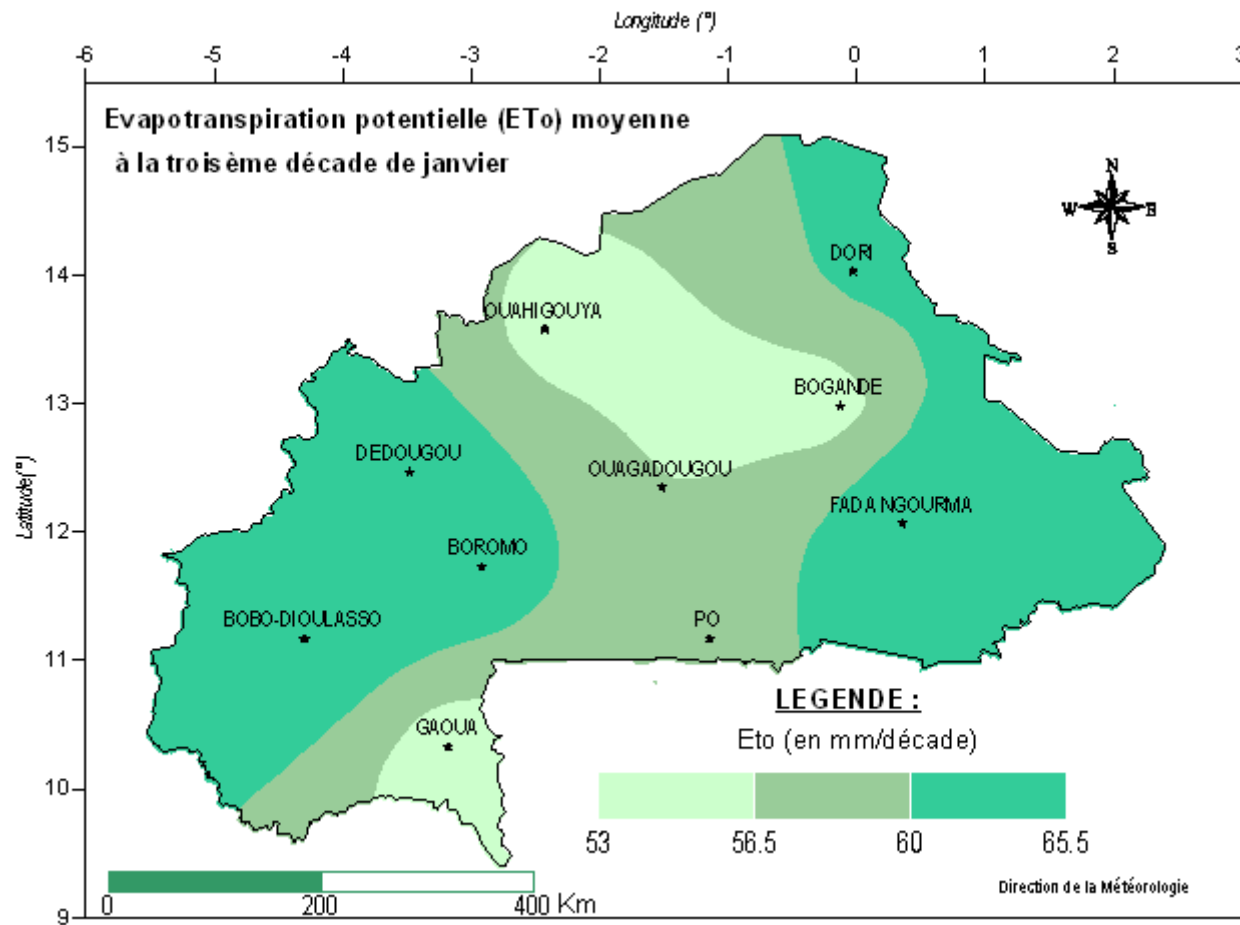 Longitude (°)
-6 -5 -4 -3 -2 -1 0 1 2 3
Evapotranspiration potentielle (ETo) moyenne
à la troisème décade de janvier
15
N
W E
S
DORI
14
OUAHIGOUYA
BOGANDE
13
DEDOUGOU
OUAGADOUGOU
FADA NGOURMA
Latitude(°)
12
BOROMO
BOBO-DIOULASSO
PO
11
LEGENDE :
GAOUA
Eto (en mm/décade)
10
53 56.5 60 65.5
Direction de la Météorologie
0 200 400 Km
9